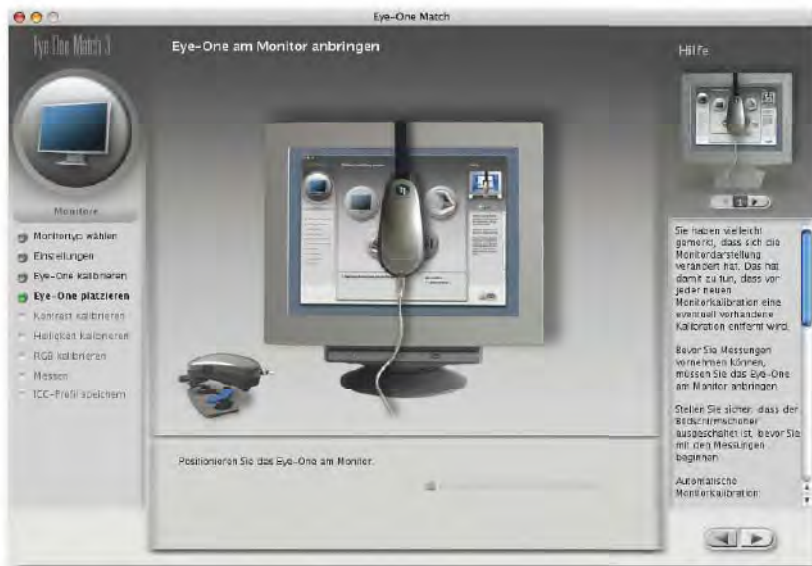 Eye-One Match
Eye-One Match 3
Eye-One am Monitor anbringen
Hilfe
Monitore
Monitortyp wählen
Einstellungen
Eye-One kalibrieren
Eye-One platzieren
Kontrast kalibrieren
Helligkeit kalibrieren
RGB kalibrieren
Messen
ICC-Profil speichern
Positionieren Sie das Eye-One am Monitor.
1
Sie haben vielleicht
gemerkt, dass sich die
Monitordarstellung
verändert hat. Das hat
damit zu tun, dass vor
jeder neuen
Monitorkalibration eine
eventuell vorhandene
Kalibration entfernt wird.
Bevor Sie Messungen
vornehmen können,
müssen Sie das Eye-One
am Monitor anbringen
Stellen Sie sicher, dass der
Bildschirmschoner
ausgeschaltet ist, bevor Sie
mit den Messungen
beginnen
Automatische
Monitorkalibration: